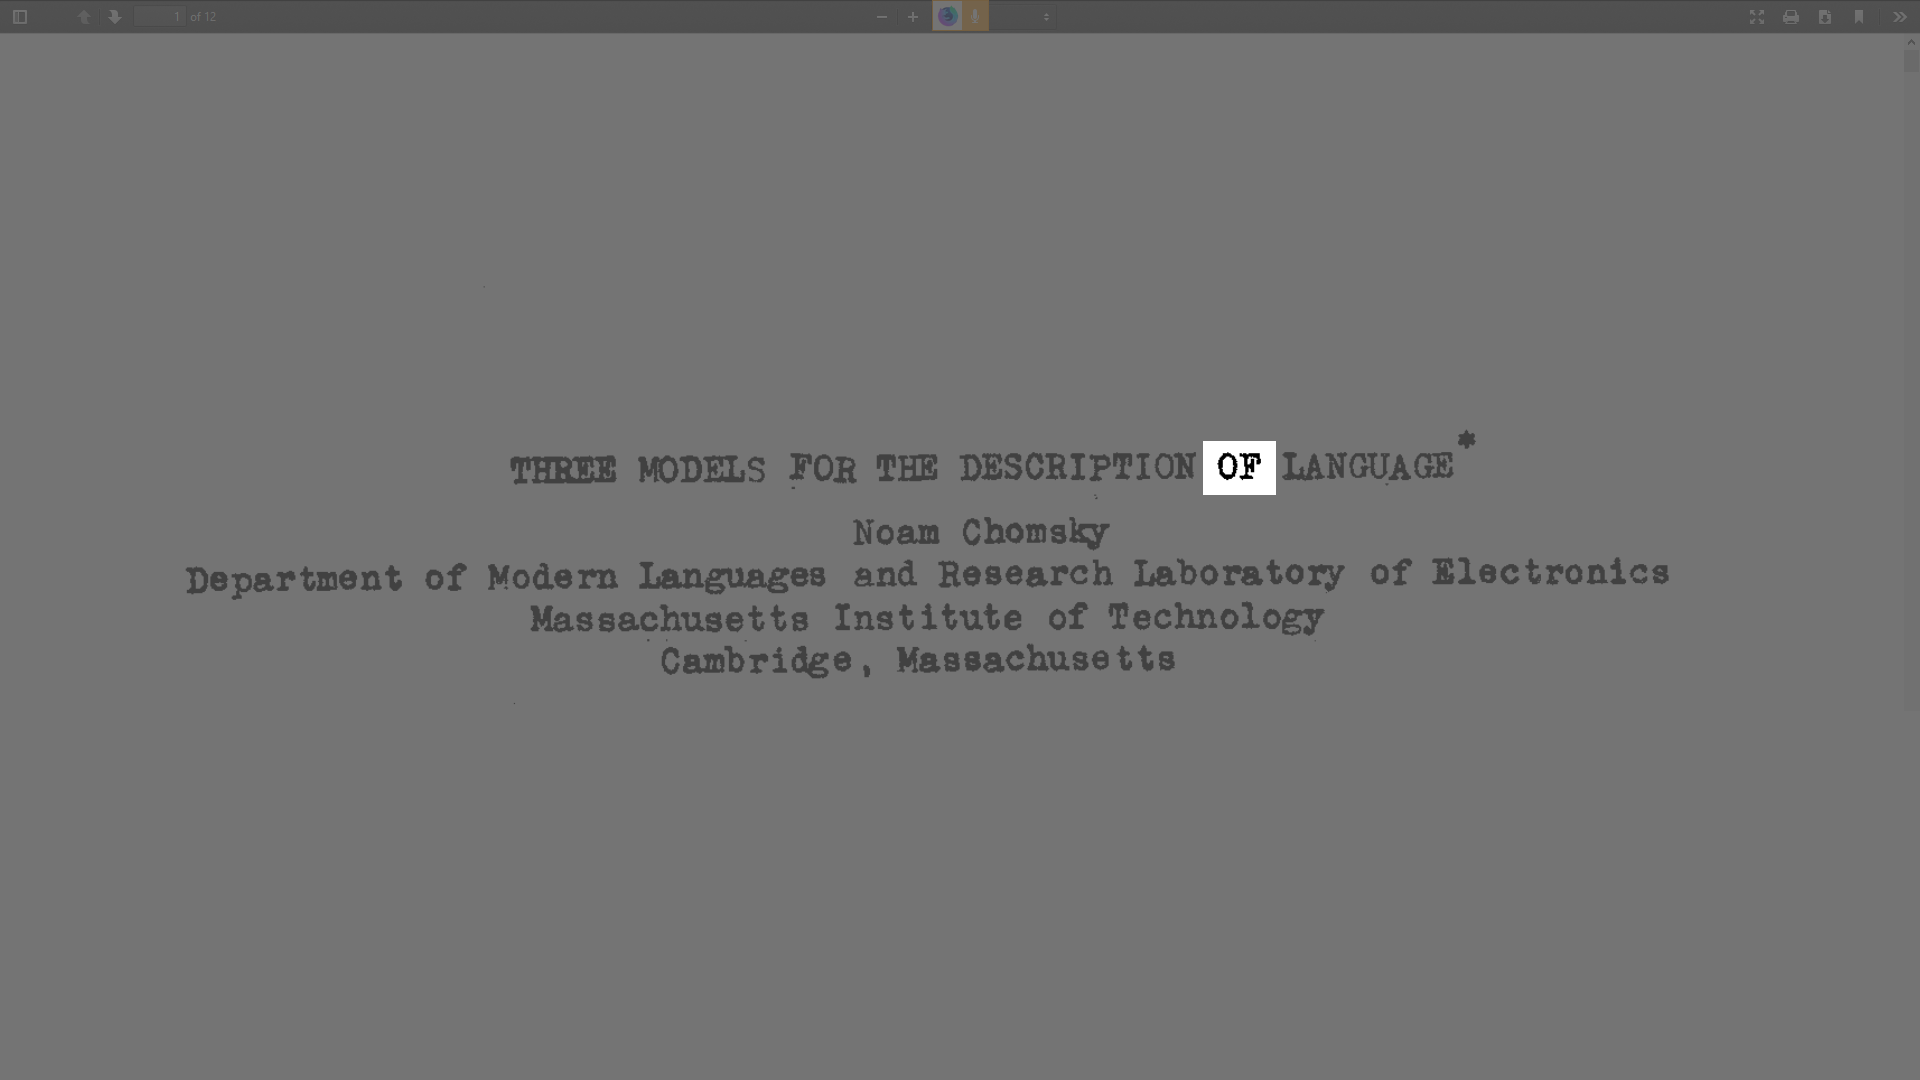 1 of 12
THREE MODELS FOR THE DESCRIPTION OF LANGUAGE*
Noam Chomsky
Department of Modern Languages and Research Laboratory of Electronics
Massachusetts Institute of Technology
Cambridge, Massachusetts